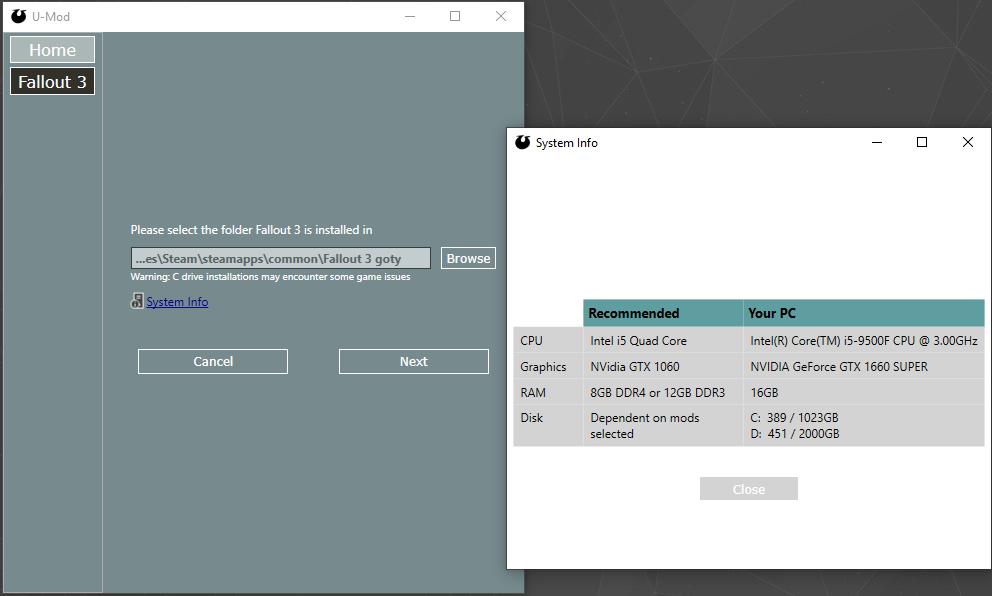 U-Mod
Home
Fallout 3
Please select the folder Fallout 3 is installed in
...es\Steam\steamapps\common\Fallout 3 goty
Browse
Warning: C drive installations may encounter some game issues
System Info
Cancel
Next
System Info
Recommended
Your PC
CPU
Intel i5 Quad Core
Intel(R) Core(TM) i5-9500F CPU @ 3.00GHz
Graphics
NVidia GTX 1060
NVIDIA GeForce GTX 1660 SUPER
RAM
8GB DDR4 or 12GB DDR3
16GB
Disk
Dependent on mods
selected
C: 389 / 1023GB
D: 451 / 2000GB
Close